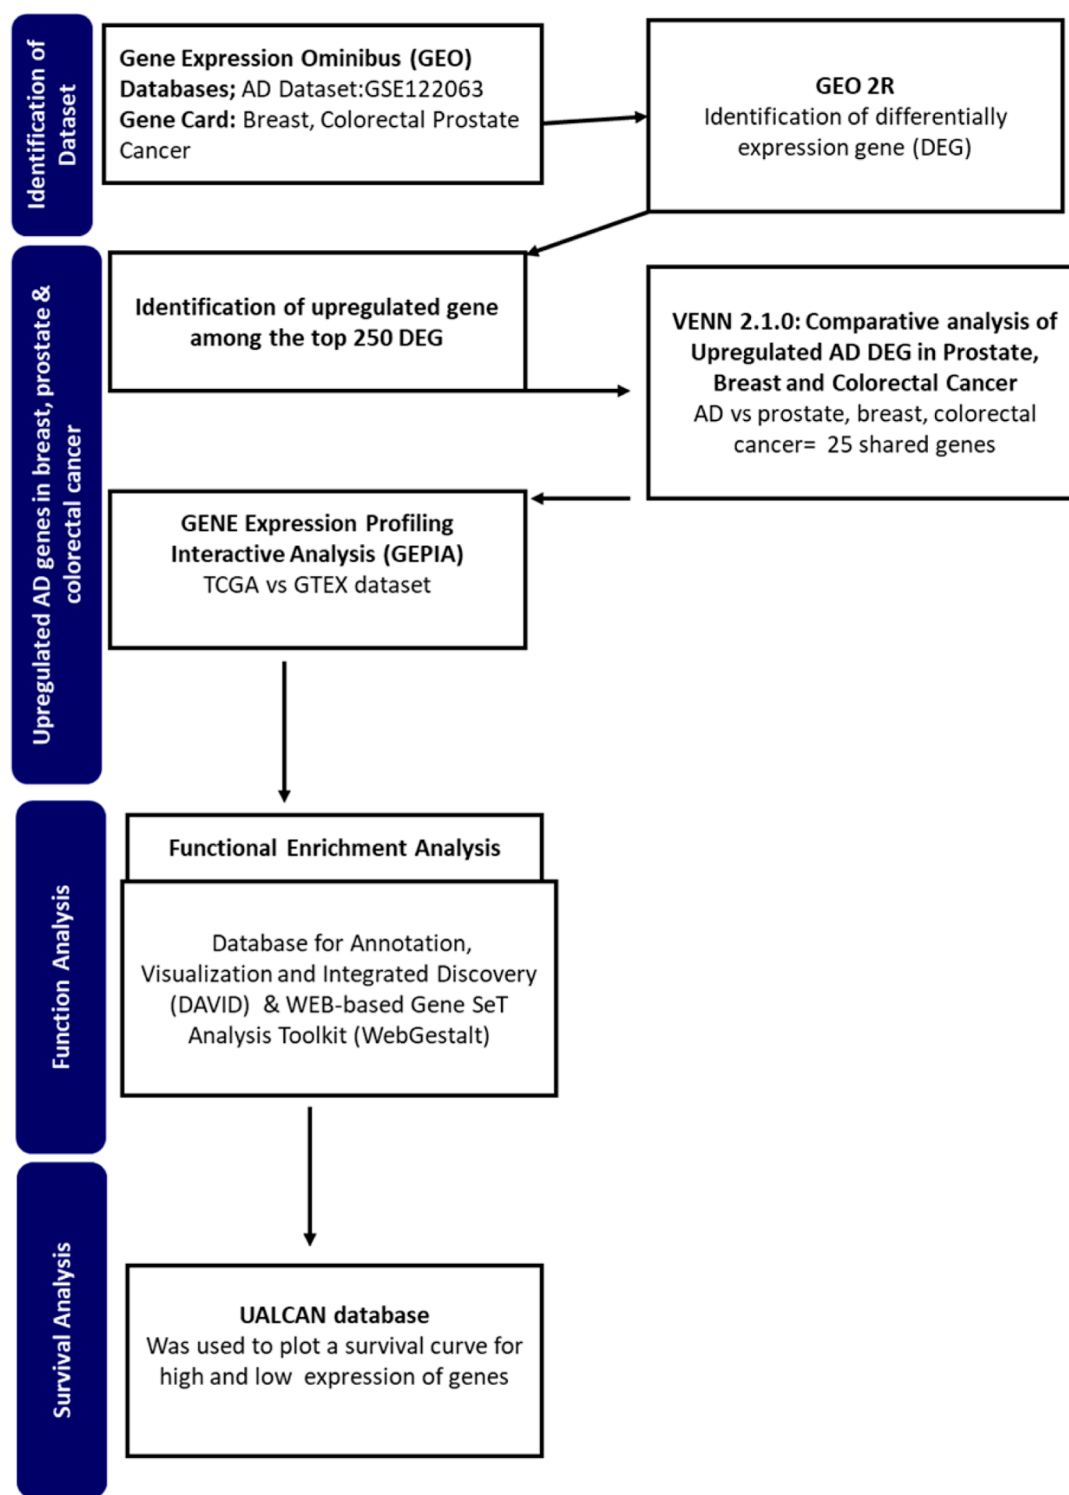 Identification of
Dataset
Gene Expression Ominibus (GEO)
Databases; AD Dataset:GSE122063
Gene Card: Breast, Colorectal Prostate
Cancer
GEO 2R
Identification of differentially
expression gene (DEG)
Upregulated AD genes in breast, prostate &
colorectal cancer
Identification of upregulated gene
among the top 250 DEG
VENN 2.1.0: Comparative analysis of
Upregulated AD DEG in Prostate,
Breast and Colorectal Cancer
AD vs prostate, breast, colorectal
cancer= 25 shared genes
GENE Expression Profiling
Interactive Analysis (GEPIA)
TCGA vs GTEX dataset
Function Analysis
Functional Enrichment Analysis
Database for Annotation,
Visualization and Integrated Discovery
(DAVID) & WEB-based Gene SeT
Analysis Toolkit (WebGestalt)
Survival Analysis
UALCAN database
Was used to plot a survival curve for
high and low expression of genes